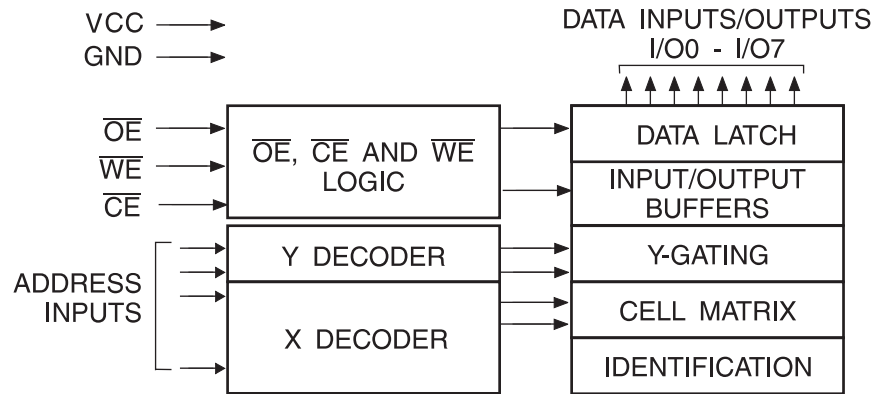 VCC
GND
OE
WE
CE
ADDRESS
INPUTS
OE, CE AND WE
LOGIC
Y DECODER
X DECODER
DATA INPUTS/OUTPUTS
I/O0 - I/O7
DATA LATCH
INPUT/OUTPUT
BUFFERS
Y-GATING
CELL MATRIX
IDENTIFICATION